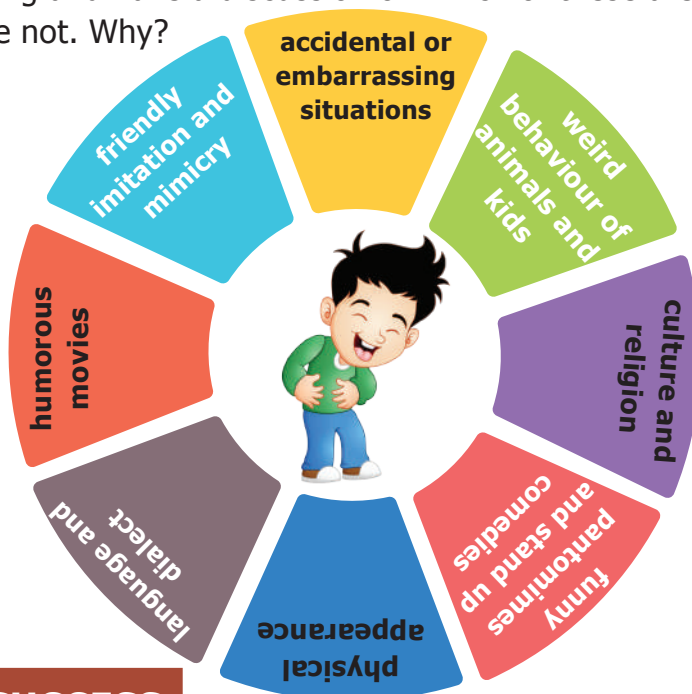 e not. Why?
accidental or
embarrassing
situations
weird
behaviour of
animals and
kids
culture and
religion
funny
pantomimes
and stand up
comedies
physical
appearance
language and
dialect
humorous
movies
friendly
imitation and
mimicry